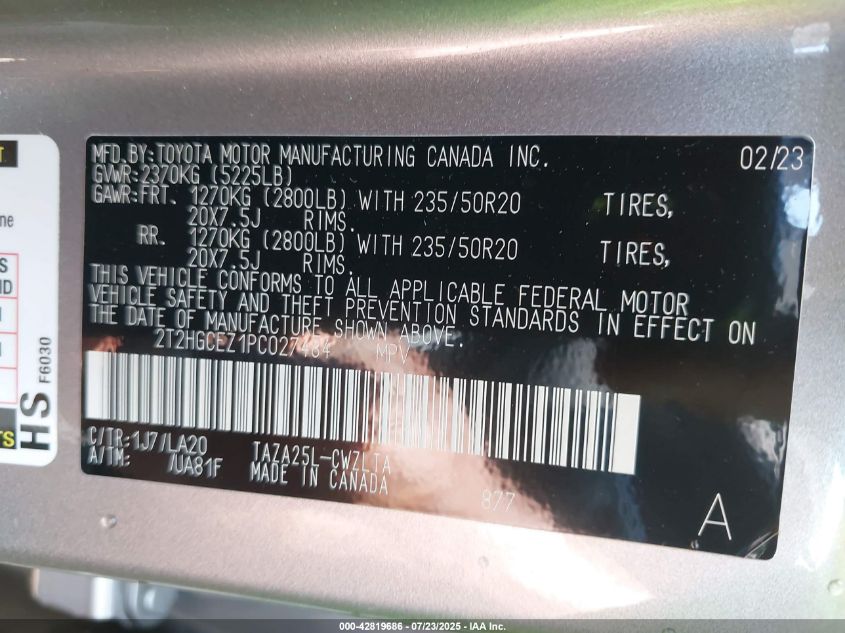 MFD.BY:TOYOTA MOTOR MANUFACTURING CANADA INC. 02/23
GVWR:2370KG (5225LB)
GAWR:FRT. 1270KG (2800LB) WITH 235/50R20 TIRES,
20X7.5J RIMS.
RR. 1270KG (2800LB) WITH 235/50R20 TIRES,
20X7.5J RIMS.
THIS VEHICLE CONFORMS TO ALL APPLICABLE FEDERAL MOTOR
VEHICLE SAFETY AND THEFT PREVENTION STANDARDS IN EFFECT ON
THE DATE OF MANUFACTURE SHOWN ABOVE.
MPV
C/TR:1J7/LA20 TAZA25L-CWZLTA
A/TM: /UA81F MADE IN CANADA 877
A
HS
F6030
000-42819686 - 07/23/2025 - IAA Inc.